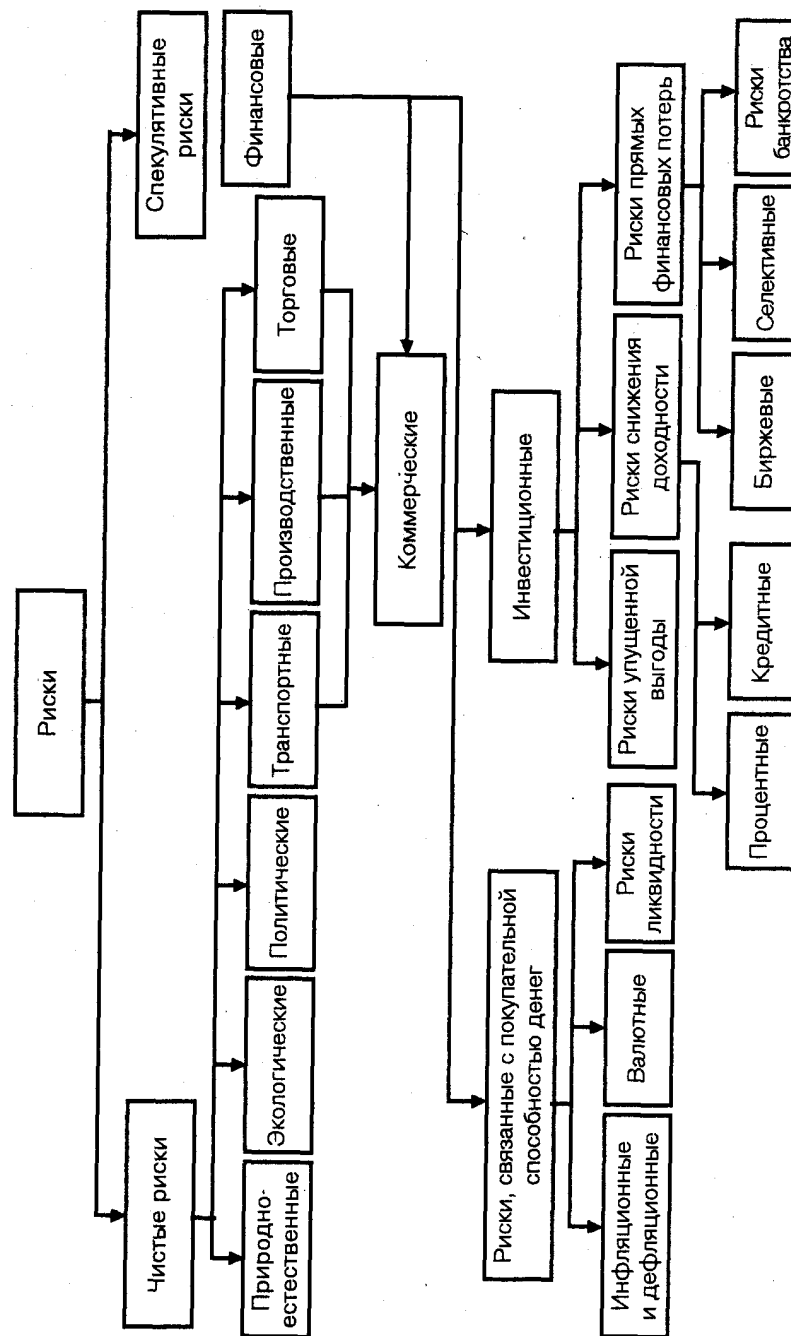 Риски
Чистые риски
Спекулятивные
риски
Природно-
естественные
Экологические
Политические
Транспортные
Производственные
Торговые
Финансовые
Коммерческие
Риски, связанные с покупательной
способностью денег
Инвестиционные
Инфляционные
и дефляционные
Валютные
Риски
ликвидности
Риски упущенной
выгоды
Риски снижения
доходности
Риски прямых
финансовых потерь
Процентные
Кредитные
Биржевые
Селективные
Риски
банкротства